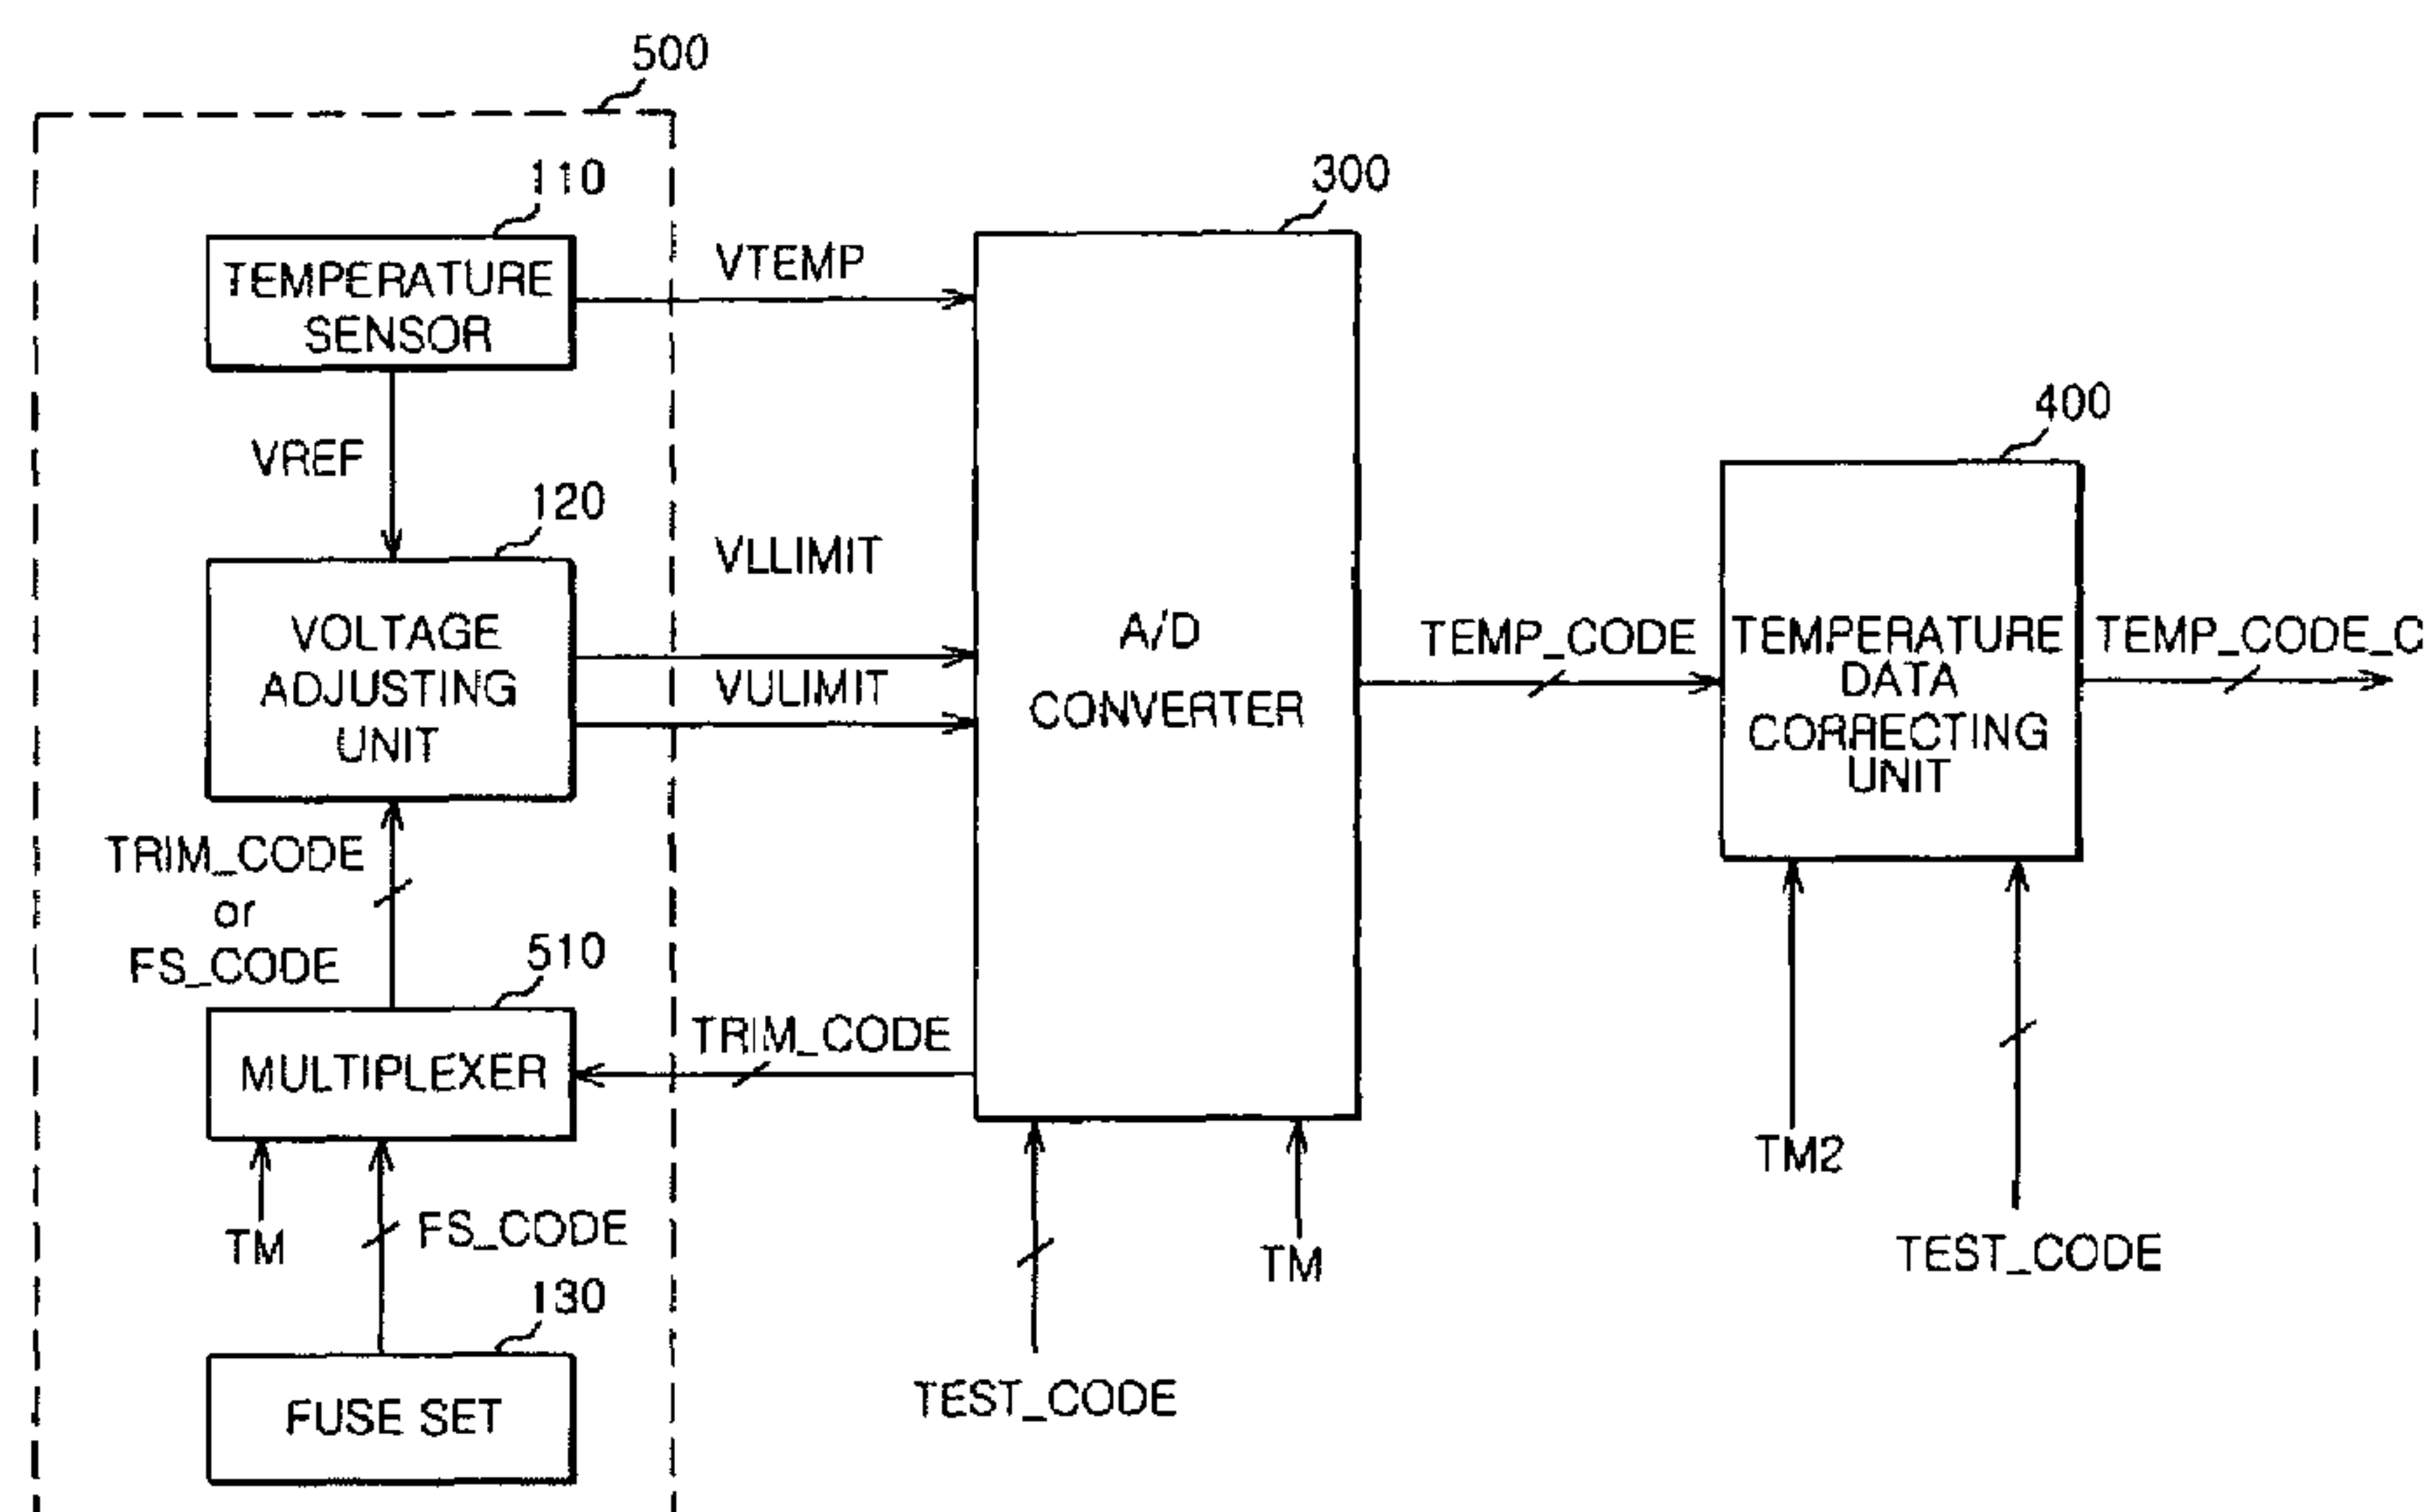 500
110
TEMPERATURE
SENSOR
VTEMP
300
VREF
120
VLLIMIT
VOLTAGE
ADJUSTING
UNIT
VULIMIT
A/D
CONVERTER
400
TEMP_CODE
TEMPERATURE
DATA
CORRECTING
UNIT
TEMP_CODE_C
TRIM_CODE
or
FS_CODE
510
MULTIPLEXER
TRIM_CODE
TM
FS_CODE
130
FUSE SET
TEST_CODE
TM
TM2
TEST_CODE